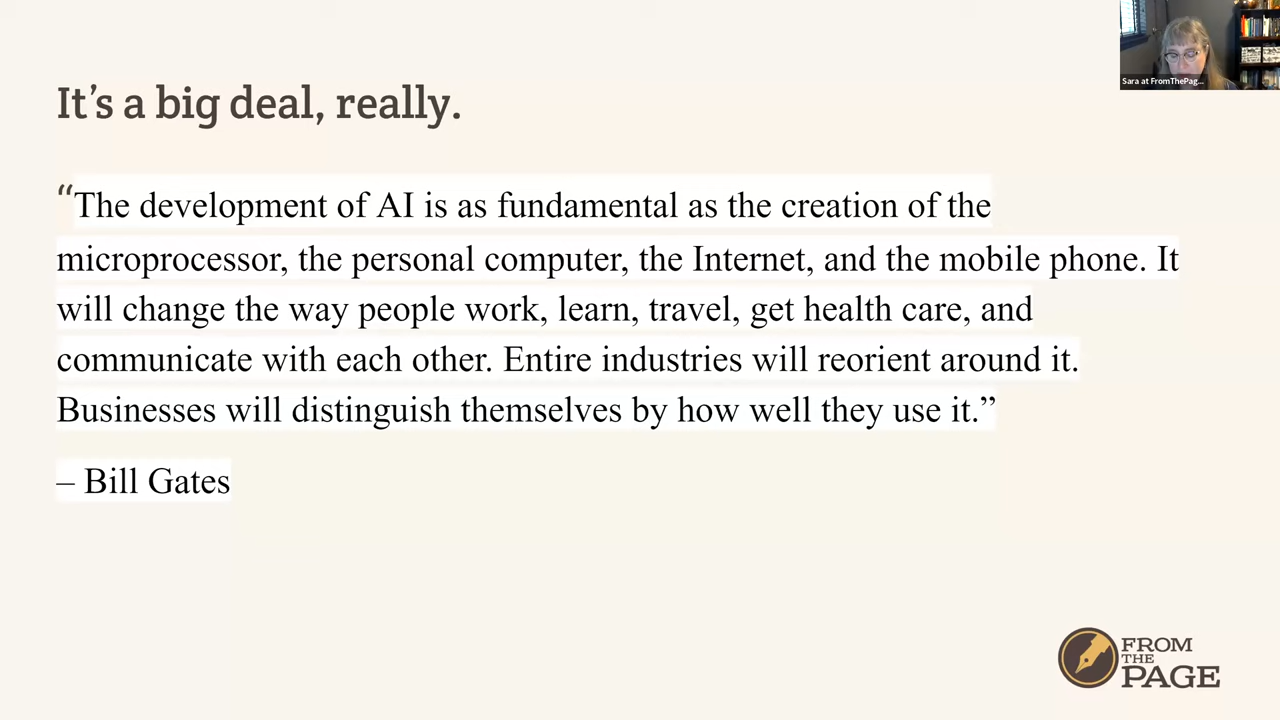 Sara at FromThePag...
It's a big deal, really.
“The development of AI is as fundamental as the creation of the
microprocessor, the personal computer, the Internet, and the mobile phone. It
will change the way people work, learn, travel, get health care, and
communicate with each other. Entire industries will reorient around it.
Businesses will distinguish themselves by how well they use it.”
– Bill Gates
FROM
THE
PAGE